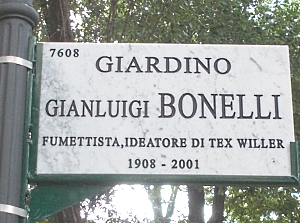 7608
GIARDINO
GIANLUIGI BONELLI
FUMETTISTA,IDEATORE DI TEX WILLER
1908 - 2001